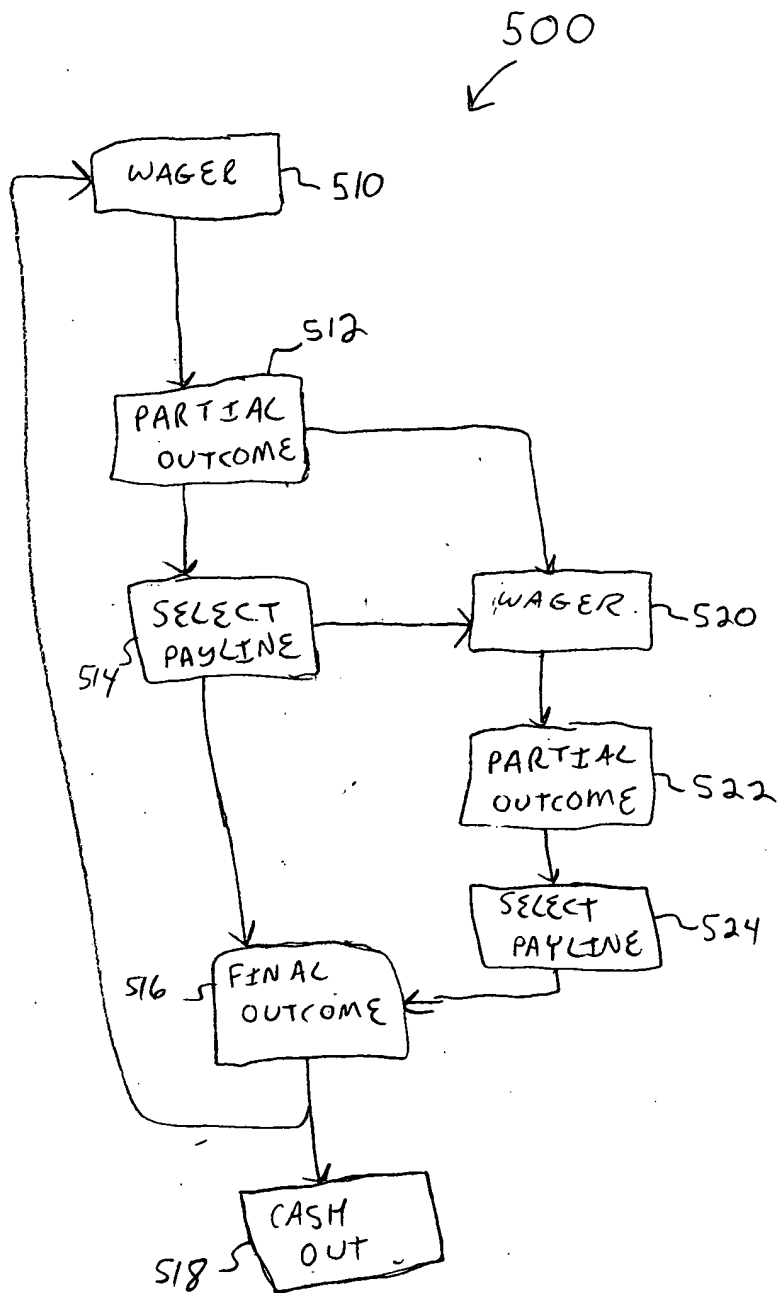 500
WAGER
510
512
PARTIAL
OUTCOME
SELECT
PAYLINE
514
WAGER
520
PARTIAL
OUTCOME
522
SELECT
PAYLINE
524
516
FINAL
OUTCOME
CASH
OUT
518